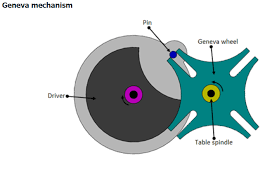 Geneva mechanism
Pin
Geneva wheel
Driver
Table spindle